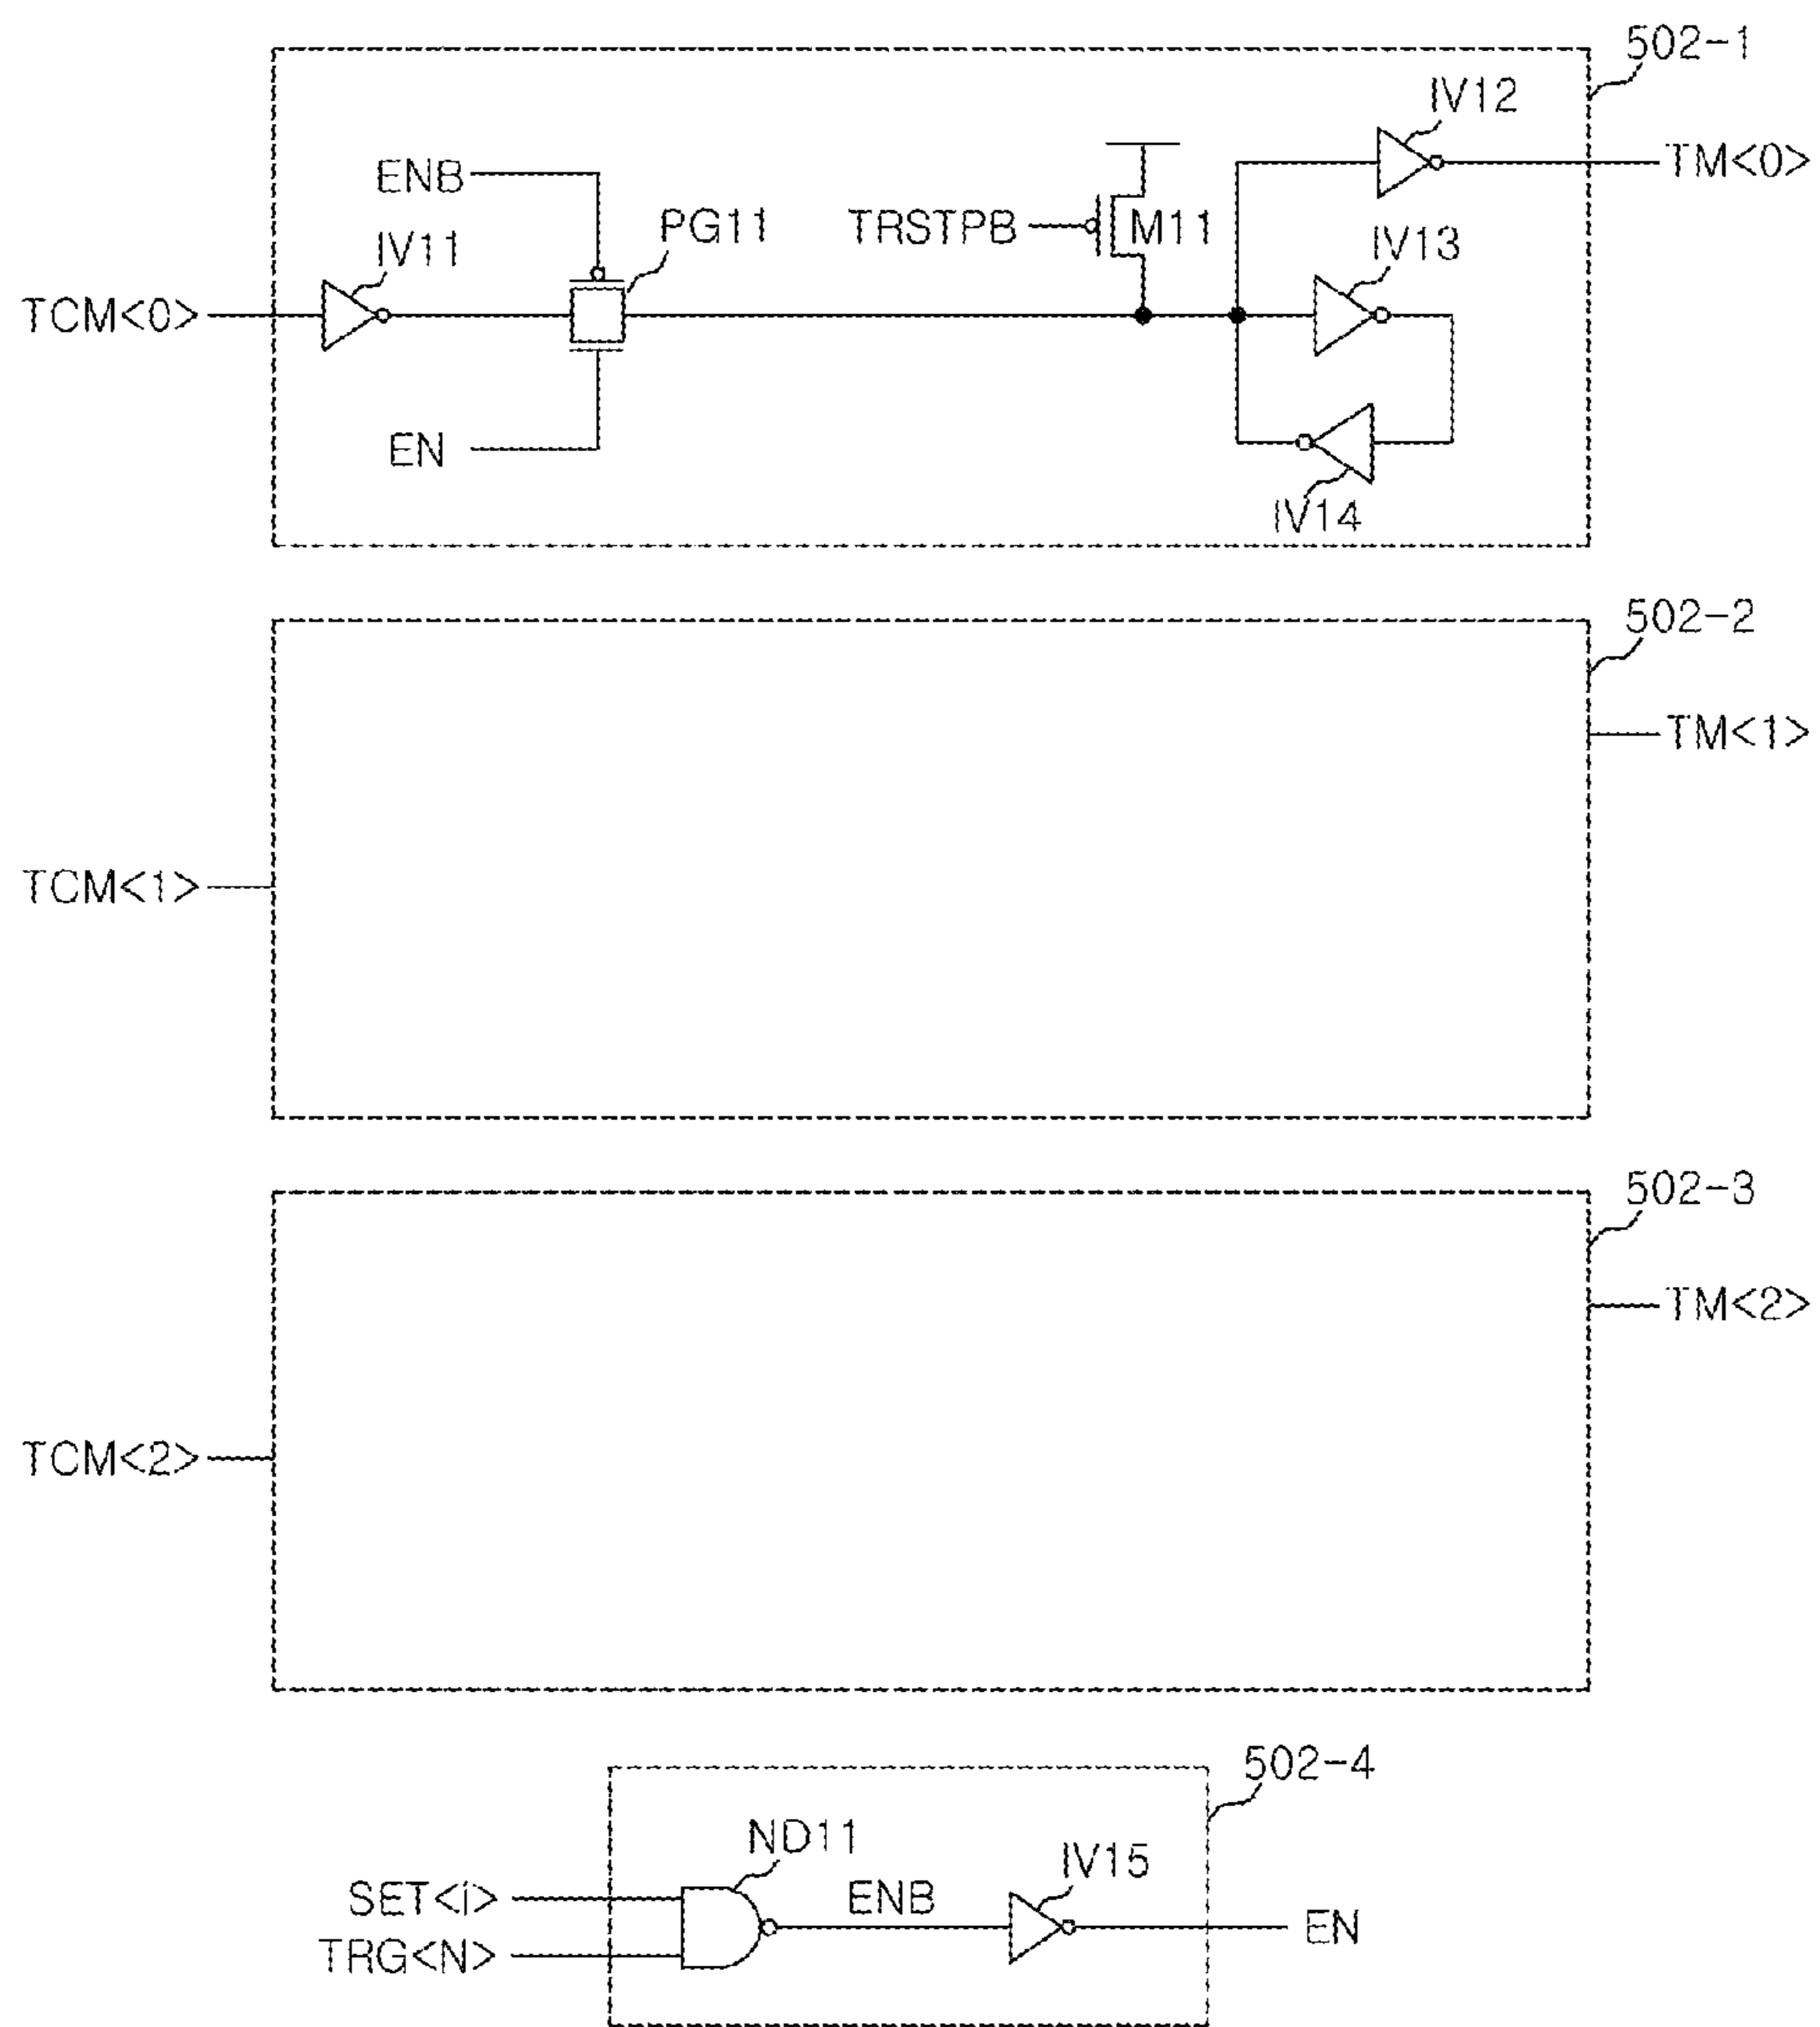 502-1
IV12
TM<0>
ENB
PG11
TRSTPB
M11
IV13
IV11
TCM<0>
EN
IV14
502-2
TM<1>
TCM<1>
502-3
TM<2>
TCM<2>
502-4
ND11
IV15
SET<i>
ENB
EN
TRG<N>